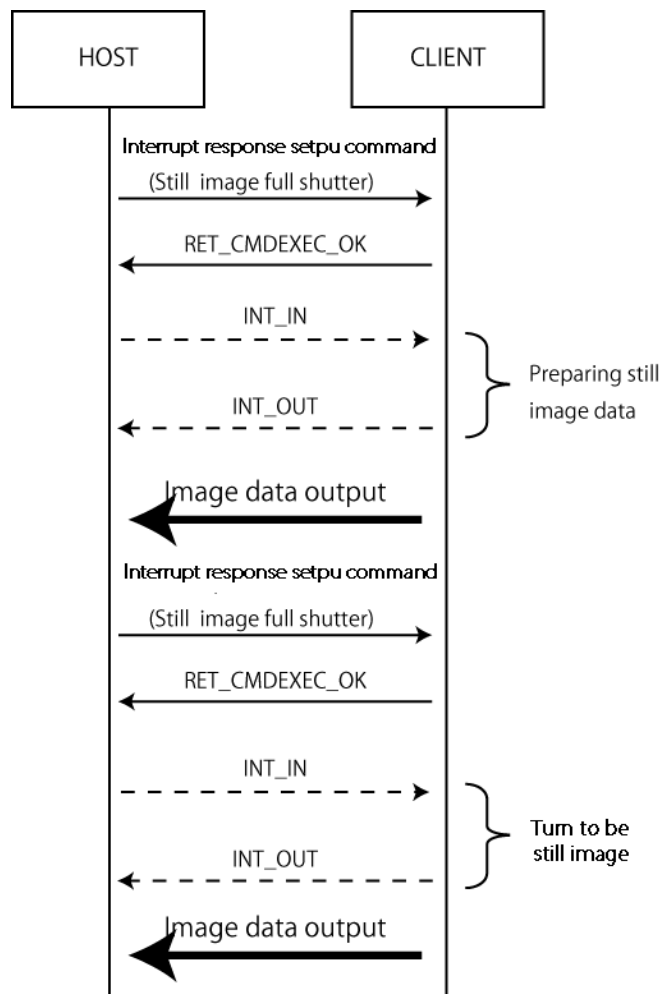 HOST
CLIENT
Interrupt response setpu command
(Still image full shutter)
RET_CMDEXEC_OK
INT_IN
Preparing still
image data
INT_OUT
Image data output
Interrupt response setpu command
(Still image full shutter)
RET_CMDEXEC_OK
INT_IN
Turn to be
still image
INT_OUT
Image data output